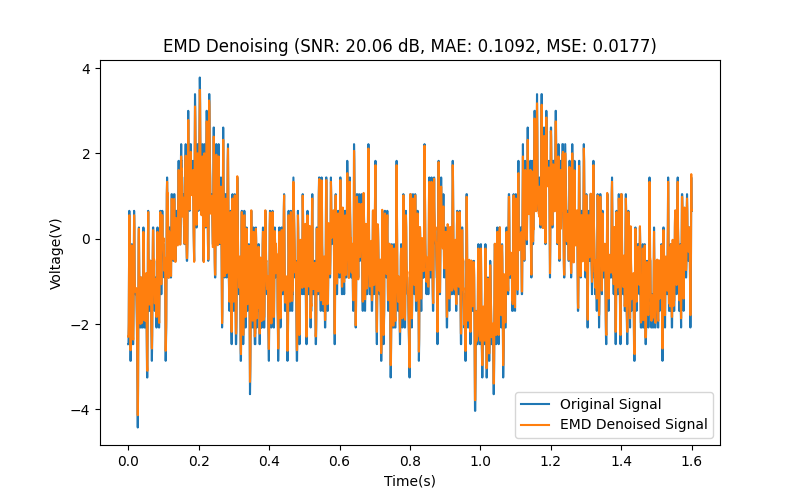 EMD Denoising (SNR: 20.06 dB, MAE: 0.1092, MSE: 0.0177)
4
2
0
−2
−4
Voltage(V)
Original Signal
EMD Denoised Signal
0.0 0.2 0.4 0.6 0.8 1.0 1.2 1.4 1.6
Time(s)